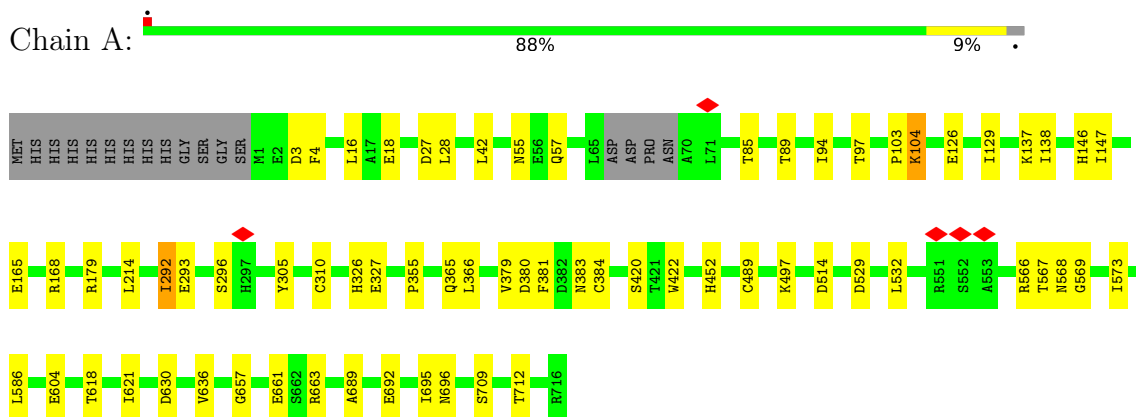 Chain A:
88% 9%
MET HIS HIS HIS HIS HIS HIS HIS HIS GLY SER GLY SER M1 E2 D3 F4 L16 A17 E18 D27 L28 L42 N55 E56 Q57 L65 ASP ASP PRO ASN A70 L71 T85 T89 I94 T97 P103 K104 E126 I129 K137 I138 H146 I147
E165 R168 R179 L214 I292 E293 S296 H297 Y305 C310 H326 E327 P355 Q365 L366 V379 D380 F381 D382 N383 C384 S420 T421 W422 H452 C489 K497 D514 D529 L532 R551 S552 A553 R566 T567 N568 G569 I573
L586 E604 T618 I621 D630 V636 G657 E661 S662 R663 A689 E692 I695 N696 S709 T712 R716